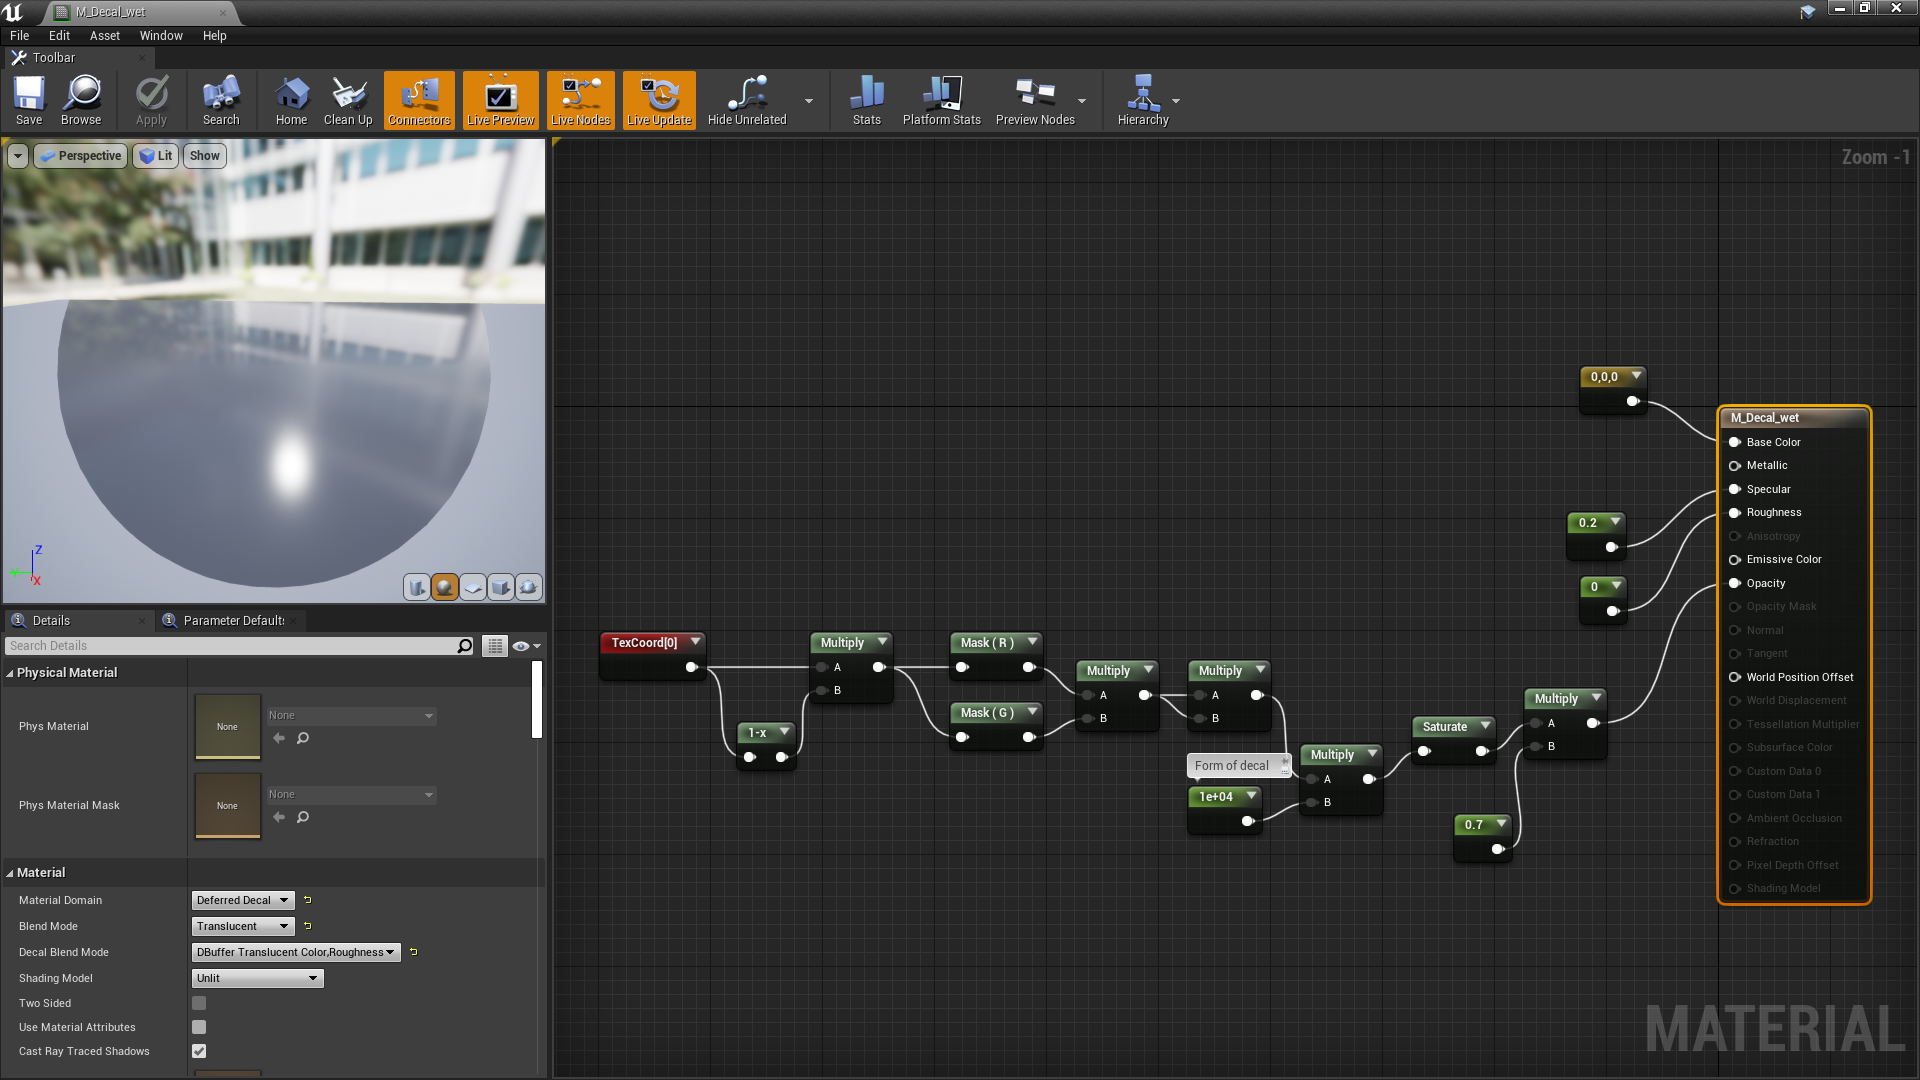 M_Decal_wet
File Edit Asset Window Help
Toolbar
Save Browse Apply Search Home Clean Up Connectors Live Preview Live Nodes Live Update Hide Unrelated Stats Platform Stats Preview Nodes Hierarchy
Perspective Lit Show
Zoom -1
Z
Y
X
0,0,0
M_Decal_wet
Base Color
Metallic
Specular
Roughness
Anisotropy
Emissive Color
Opacity
Opacity Mask
Normal
Tangent
World Position Offset
World Displacement
Tessellation Multiplier
Subsurface Color
Custom Data 0
Custom Data 1
Ambient Occlusion
Refraction
Pixel Depth Offset
Shading Model
0.2
0
TexCoord[0]
1-x
Multiply
A
B
Mask ( R )
Mask ( G )
Multiply
A
B
Multiply
A
B
Form of decal
1e+04
Multiply
A
B
Saturate
0.7
Multiply
A
B
MATERIAL
Details Parameter Defaults
Search Details
Physical Material
Phys Material None None
Phys Material Mask None None
Material
Material Domain Deferred Decal
Blend Mode Translucent
Decal Blend Mode DBuffer Translucent Color,Roughness
Shading Model Unlit
Two Sided
Use Material Attributes
Cast Ray Traced Shadows